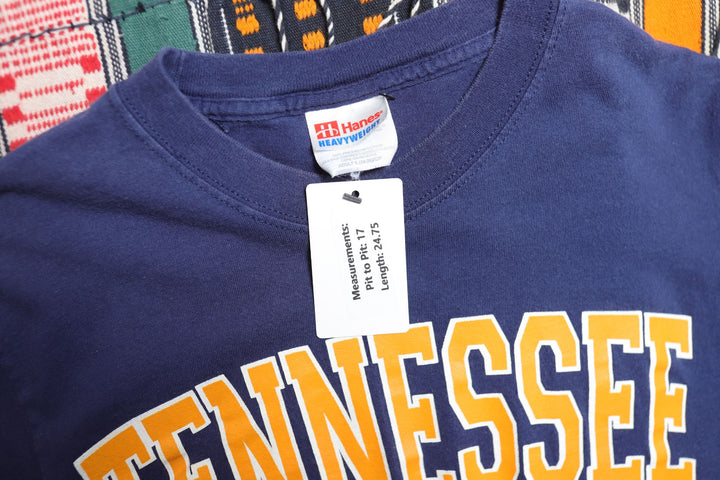 Hanes
HEAVYWEIGHT
Measurements:
Pit to Pit: 17
Length: 24.75
TENNESSEE